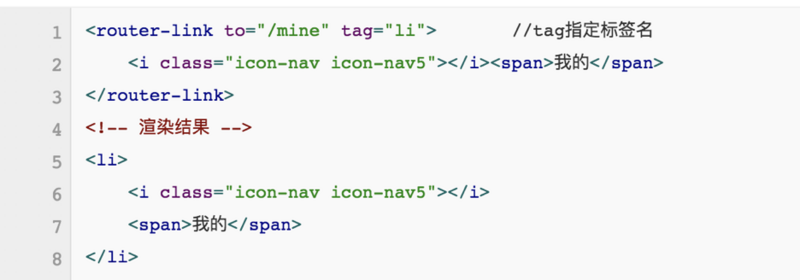 1 <router-link to="/mine" tag="li"> //tag指定标签名
2 <i class="icon-nav icon-nav5"></i><span>我的</span>
3 </router-link>
4 <!-- 渲染结果 -->
5 <li>
6 <i class="icon-nav icon-nav5"></i>
7 <span>我的</span>
8 </li>